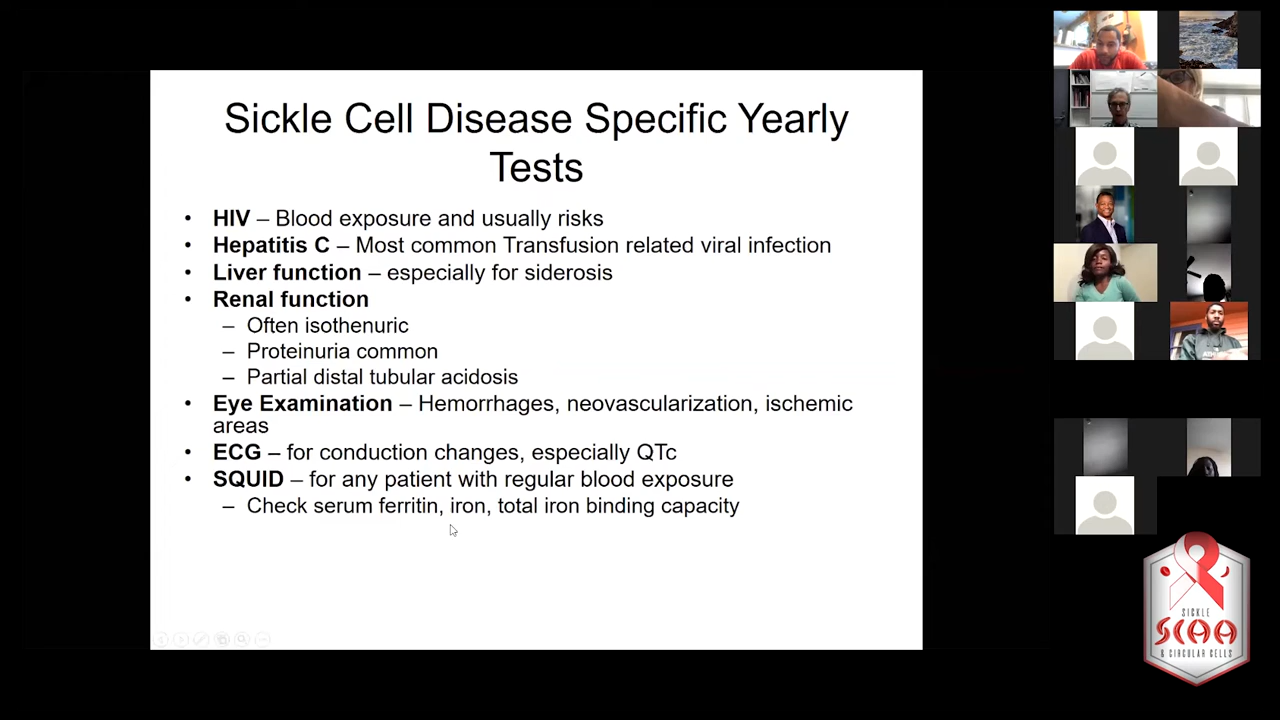 Sickle Cell Disease Specific Yearly
Tests
• HIV – Blood exposure and usually risks
• Hepatitis C – Most common Transfusion related viral infection
• Liver function – especially for siderosis
• Renal function
– Often isothenuric
– Proteinuria common
– Partial distal tubular acidosis
• Eye Examination – Hemorrhages, neovascularization, ischemic
areas
• ECG – for conduction changes, especially QTc
• SQUID – for any patient with regular blood exposure
– Check serum ferritin, iron, total iron binding capacity
SICKLE
SCAA
& CIRCULAR CELLS